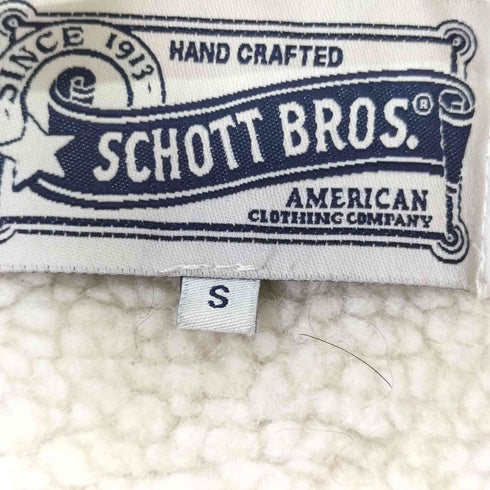 SINCE 1913
HAND CRAFTED
SCHOTT BROS.®
AMERICAN
CLOTHING COMPANY
S